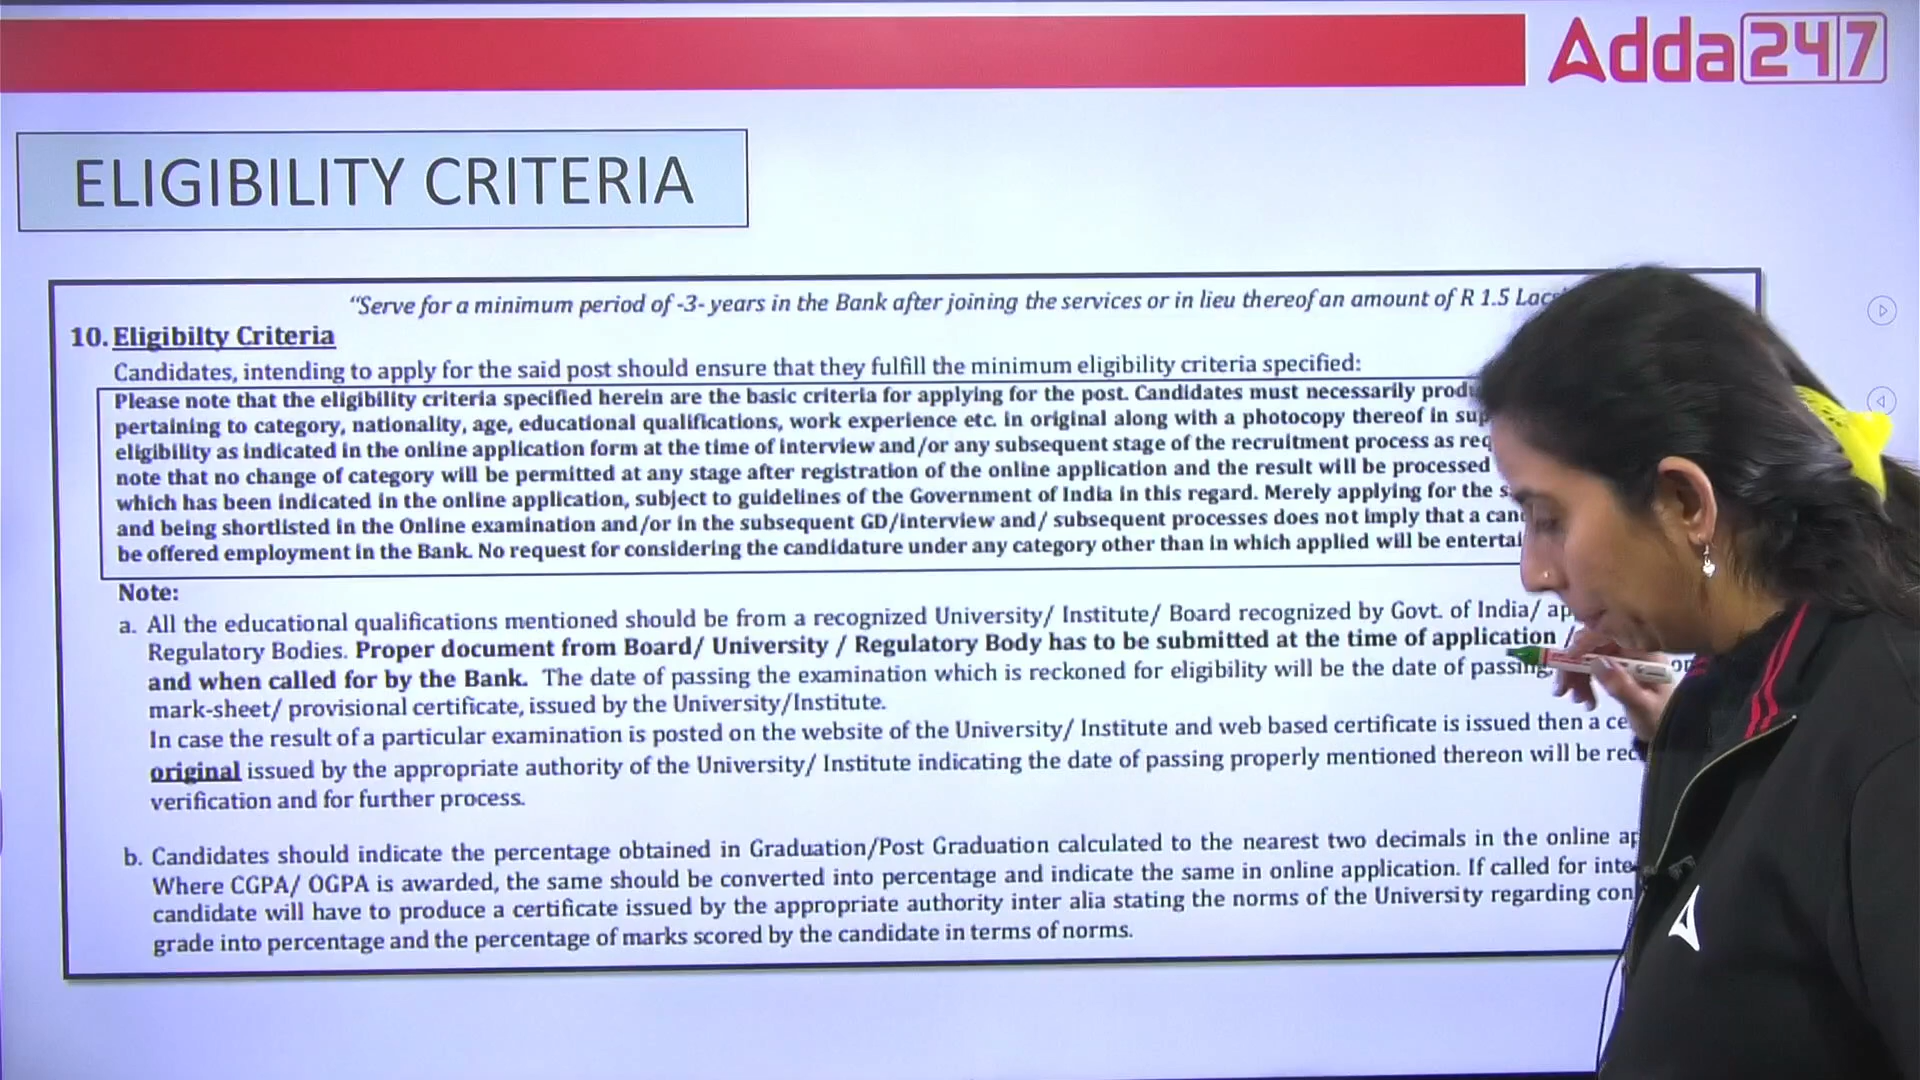 Adda247
ELIGIBILITY CRITERIA
"Serve for a minimum period of -3- years in the Bank after joining the services or in lieu thereof an amount of R 1.5
10. Eligibilty Criteria
Candidates, intending to apply for the said post should ensure that they fulfill the minimum eligibility criteria specified:
Please note that the eligibility criteria specified herein are the basic criteria for applying for the post. Candidates must necessarily
pertaining to category, nationality, age, educational qualifications, work experience etc. in original along with a photocopy thereof in
eligibility as indicated in the online application form at the time of interview and/or any subsequent stage of the recruitment process as
note that no change of category will be permitted at any stage after registration of the online application and the result will be processed
which has been indicated in the online application, subject to guidelines of the Government of India in this regard. Merely applying for the
and being shortlisted in the Online examination and/or in the subsequent GD/interview and/ subsequent processes does not imply that a
be offered employment in the Bank. No request for considering the candidature under any category other than in which applied will be
Note:
a. All the educational qualifications mentioned should be from a recognized University/ Institute/ Board recognized by Govt. of India/
Regulatory Bodies. Proper document from Board/ University / Regulatory Body has to be submitted at the time of application /
and when called for by the Bank. The date of passing the examination which is reckoned for eligibility will be the date of passing
mark-sheet/ provisional certificate, issued by the University/Institute.
In case the result of a particular examination is posted on the website of the University/ Institute and web based certificate is issued then a
original issued by the appropriate authority of the University/ Institute indicating the date of passing properly mentioned thereon will be
verification and for further process.
b. Candidates should indicate the percentage obtained in Graduation/Post Graduation calculated to the nearest two decimals in the online
Where CGPA/ OGPA is awarded, the same should be converted into percentage and indicate the same in online application. If called for
candidate will have to produce a certificate issued by the appropriate authority inter alia stating the norms of the University regarding
grade into percentage and the percentage of marks scored by the candidate in terms of norms.